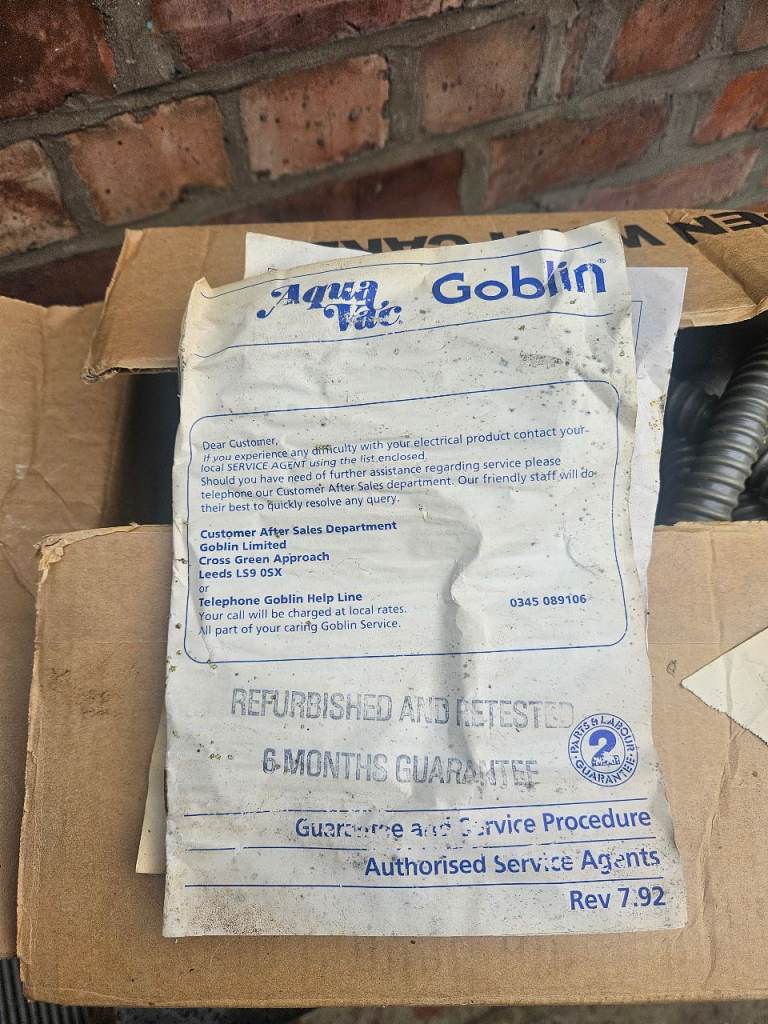 Aqua Vac Goblin®
Dear Customer,
If you experience any difficulty with your electrical product contact your
local SERVICE AGENT using the list enclosed.
Should you have need of further assistance regarding service please
telephone our Customer After Sales department. Our friendly staff will do
their best to quickly resolve any query.
Customer After Sales Department
Goblin Limited
Cross Green Approach
Leeds LS9 0SX
or
Telephone Goblin Help Line 0345 089106
Your call will be charged at local rates.
All part of your caring Goblin Service.
REFURBISHED AND RETESTED
6 MONTHS GUARANTEE
PARTS & LABOUR
2
GUARANTEE
Guarantee and Service Procedure
Authorised Service Agents
Rev 7.92